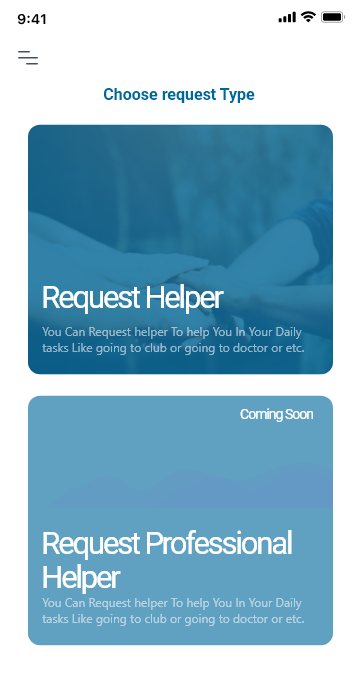 9:41
Choose request Type
Request Helper
You Can Request helper To help You In Your Daily
tasks Like going to club or going to doctor or etc.
Coming Soon
Request Professional
Helper
You Can Request helper To help You In Your Daily
tasks Like going to club or going to doctor or etc.